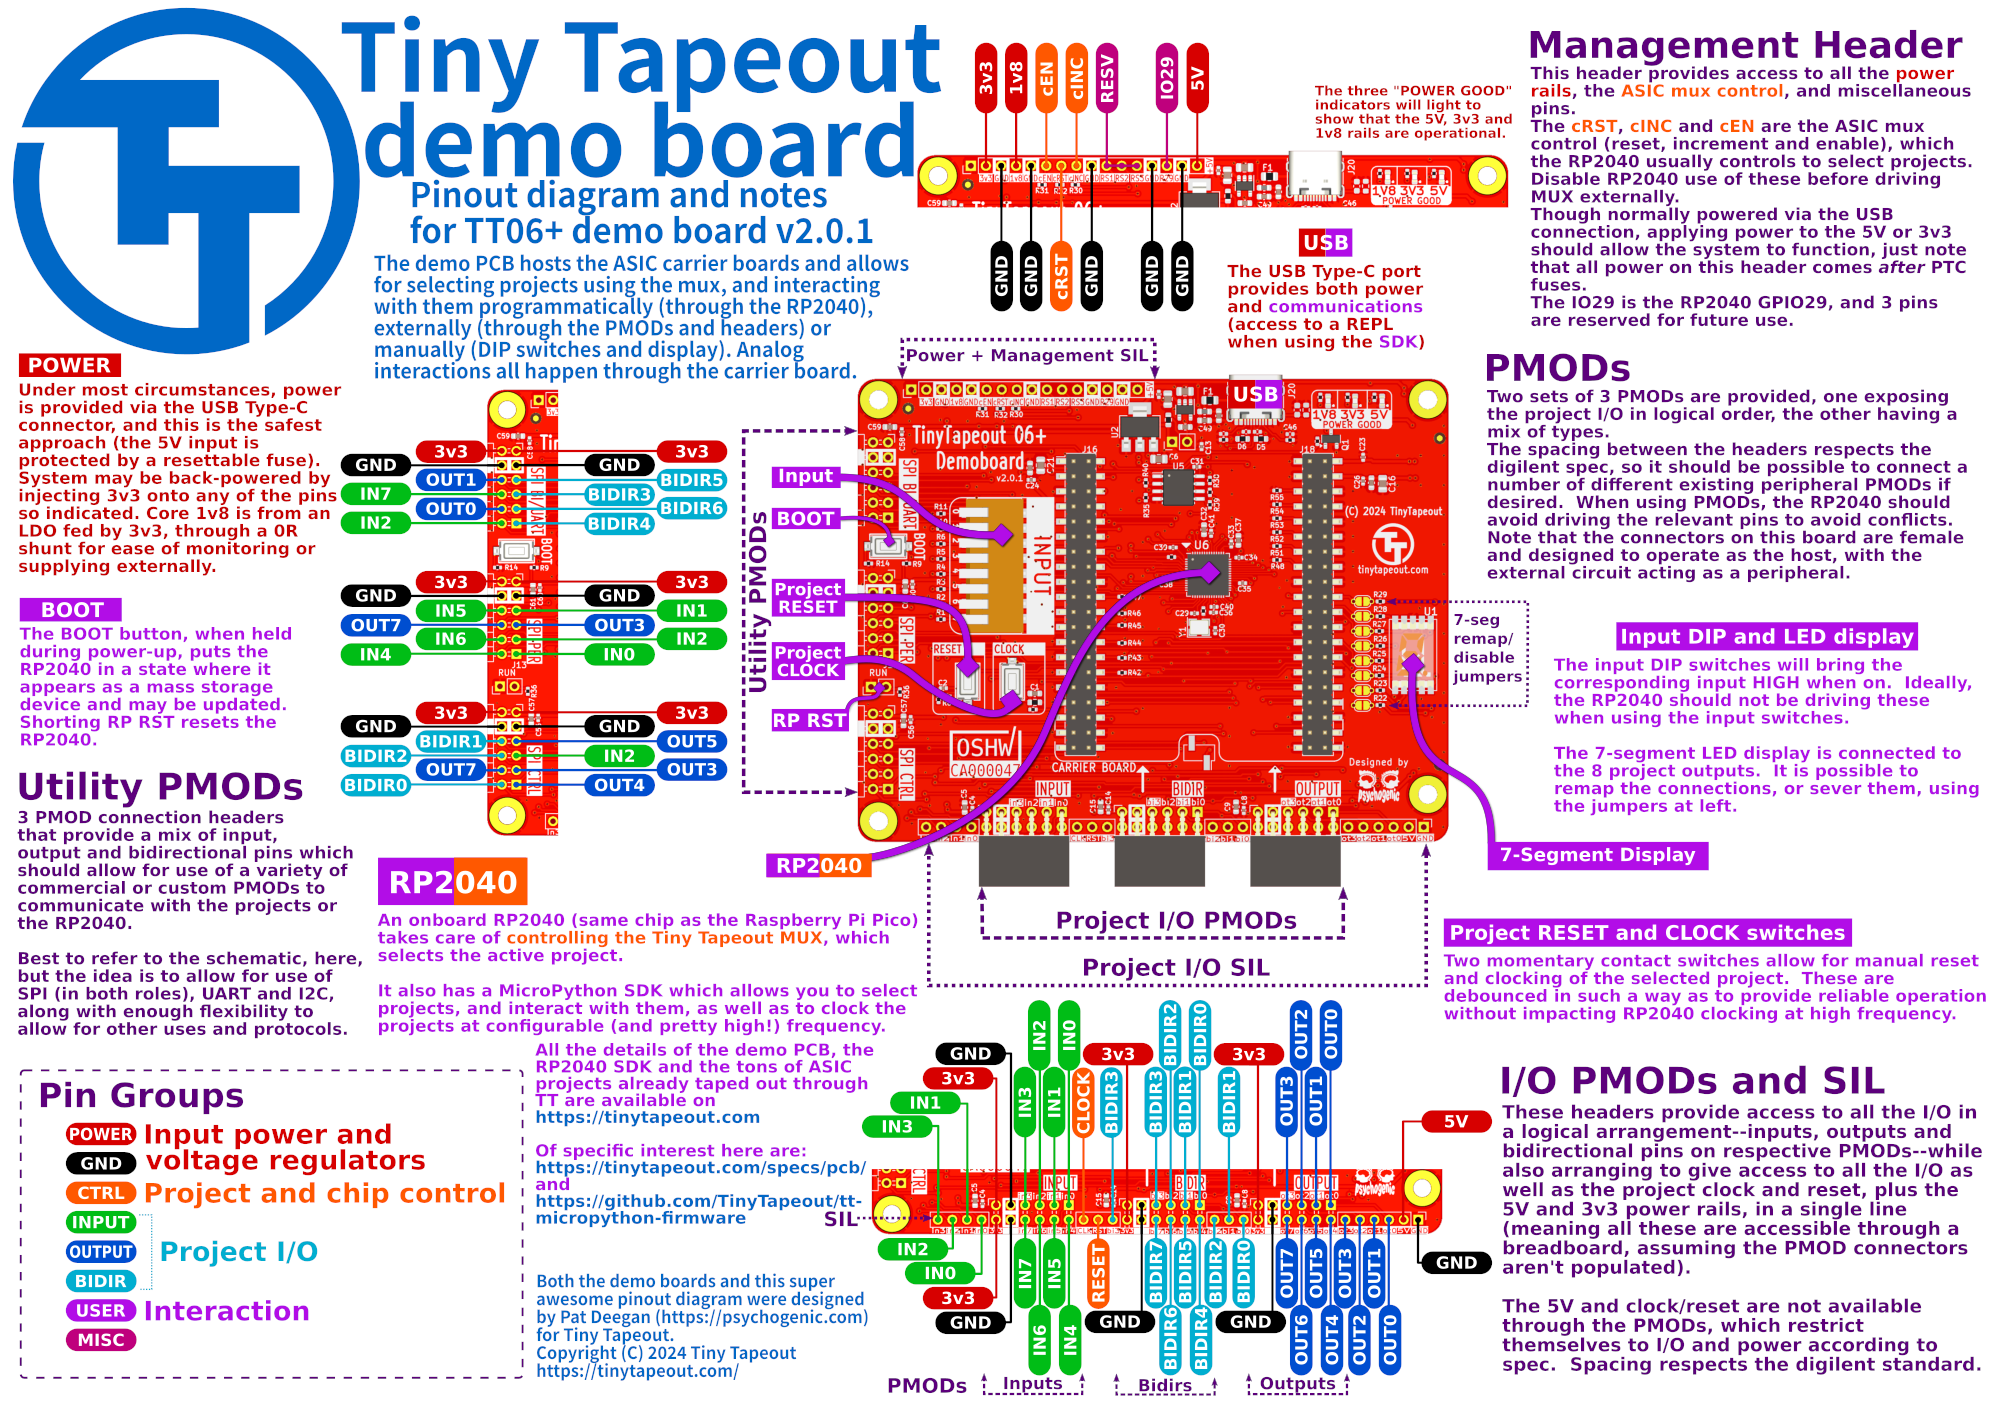 Tiny Tapeout
demo board
Pinout diagram and notes
for TT06+ demo board v2.0.1
The demo PCB hosts the ASIC carrier boards and allows
for selecting projects using the mux, and interacting
with them programmatically (through the RP2040),
externally (through the PMODs and headers) or
manually (DIP switches and display). Analog
interactions all happen through the carrier board.
3v3
1v8
cEN
cINC
RESV
IO29
5V
GND
GND
cRST
GND
GND
GND
The three "POWER GOOD"
indicators will light to
show that the 5V, 3v3 and
1v8 rails are operational.
1V8 3V3 5V
POWER GOOD
USB
The USB Type-C port
provides both power
and communications
(access to a REPL
when using the SDK)
Management Header
This header provides access to all the power
rails, the ASIC mux control, and miscellaneous
pins.
The cRST, cINC and cEN are the ASIC mux
control (reset, increment and enable), which
the RP2040 usually controls to select projects.
Disable RP2040 use of these before driving
MUX externally.
Though normally powered via the USB
connection, applying power to the 5V or 3v3
should allow the system to function, just note
that all power on this header comes after PTC
fuses.
The IO29 is the RP2040 GPIO29, and 3 pins
are reserved for future use.
POWER
Under most circumstances, power
is provided via the USB Type-C
connector, and this is the safest
approach (the 5V input is
protected by a resettable fuse).
System may be back-powered by
injecting 3v3 onto any of the pins
so indicated. Core 1v8 is from an
LDO fed by 3v3, through a 0R
shunt for ease of monitoring or
supplying externally.
BOOT
The BOOT button, when held
during power-up, puts the
RP2040 in a state where it
appears as a mass storage
device and may be updated.
Shorting RP RST resets the
RP2040.
Utility PMODs
3 PMOD connection headers
that provide a mix of input,
output and bidirectional pins which
should allow for use of a variety of
commercial or custom PMODs to
communicate with the projects or
the RP2040.
Best to refer to the schematic, here,
but the idea is to allow for use of
SPI (in both roles), UART and I2C,
along with enough flexibility to
allow for other uses and protocols.
3v3 3v3
GND GND
OUT1 BIDIR5
IN7 BIDIR3
OUT0 BIDIR6
IN2 BIDIR4
3v3 3v3
GND GND
IN5 IN1
OUT7 OUT3
IN6 IN2
IN4 IN0
3v3 3v3
GND GND
BIDIR1 OUT5
BIDIR2 IN2
OUT7 OUT3
BIDIR0 OUT4
SPI BI/UART
BOOT
SPI-PER
J13
RUN
SPI CTRL
Power + Management SIL
Utility PMODs
Input
BOOT
Project
RESET
Project
CLOCK
RP RST
RP2040
TinyTapeout 06+
Demoboard
v2.0.1
USB
1V8 3V3 5V
POWER GOOD
INPUT
RESET
CLOCK
RUN
OSHW
CA000047
CARRIER BOARD
(C) 2024 TinyTapeout
tinytapeout.com
Designed by
psychogenic
INPUT
BIDIR
OUTPUT
7-seg
remap/
disable
jumpers
7-Segment Display
Project I/O PMODs
Project I/O SIL
PMODs
Two sets of 3 PMODs are provided, one exposing
the project I/O in logical order, the other having a
mix of types.
The spacing between the headers respects the
digilent spec, so it should be possible to connect a
number of different existing peripheral PMODs if
desired.  When using PMODs, the RP2040 should
avoid driving the relevant pins to avoid conflicts.
Note that the connectors on this board are female
and designed to operate as the host, with the
external circuit acting as a peripheral.
Input DIP and LED display
The input DIP switches will bring the
corresponding input HIGH when on.  Ideally,
the RP2040 should not be driving these
when using the input switches.
The 7-segment LED display is connected to
the 8 project outputs.  It is possible to
remap the connections, or sever them, using
the jumpers at left.
RP2040
An onboard RP2040 (same chip as the Raspberry Pi Pico)
takes care of controlling the Tiny Tapeout MUX, which
selects the active project.
It also has a MicroPython SDK which allows you to select
projects, and interact with them, as well as to clock the
projects at configurable (and pretty high!) frequency.
All the details of the demo PCB, the
RP2040 SDK and the tons of ASIC
projects already taped out through
TT are available on
https://tinytapeout.com
Of specific interest here are:
https://tinytapeout.com/specs/pcb/
and
https://github.com/TinyTapeout/tt-
micropython-firmware
Both the demo boards and this super
awesome pinout diagram were designed
by Pat Deegan (https://psychogenic.com)
for Tiny Tapeout.
Copyright (C) 2024 Tiny Tapeout
https://tinytapeout.com/
Project RESET and CLOCK switches
Two momentary contact switches allow for manual reset
and clocking of the selected project.  These are
debounced in such a way as to provide reliable operation
without impacting RP2040 clocking at high frequency.
Pin Groups
POWER Input power and
GND voltage regulators
CTRL Project and chip control
INPUT
OUTPUT Project I/O
BIDIR
USER Interaction
MISC
GND
3v3
IN1
IN3
IN2
IN0
IN3
IN1
CLOCK
3v3
BIDIR3
BIDIR2
BIDIR0
BIDIR3
BIDIR1
3v3
BIDIR1
OUT2
OUT0
OUT3
OUT1
5V
SIL
INPUT
BIDIR
OUTPUT
psychogenic
IN2
IN0
3v3
GND
IN7
IN5
IN6
IN4
RESET
GND
BIDIR7
BIDIR5
BIDIR2
BIDIR0
BIDIR6
BIDIR4
GND
OUT7
OUT5
OUT3
OUT1
OUT6
OUT4
OUT2
OUT0
GND
PMODs
Inputs
Bidirs
Outputs
I/O PMODs and SIL
These headers provide access to all the I/O in
a logical arrangement--inputs, outputs and
bidirectional pins on respective PMODs--while
also arranging to give access to all the I/O as
well as the project clock and reset, plus the
5V and 3v3 power rails, in a single line
(meaning all these are accessible through a
breadboard, assuming the PMOD connectors
aren't populated).
The 5V and clock/reset are not available
through the PMODs, which restrict
themselves to I/O and power according to
spec.  Spacing respects the digilent standard.